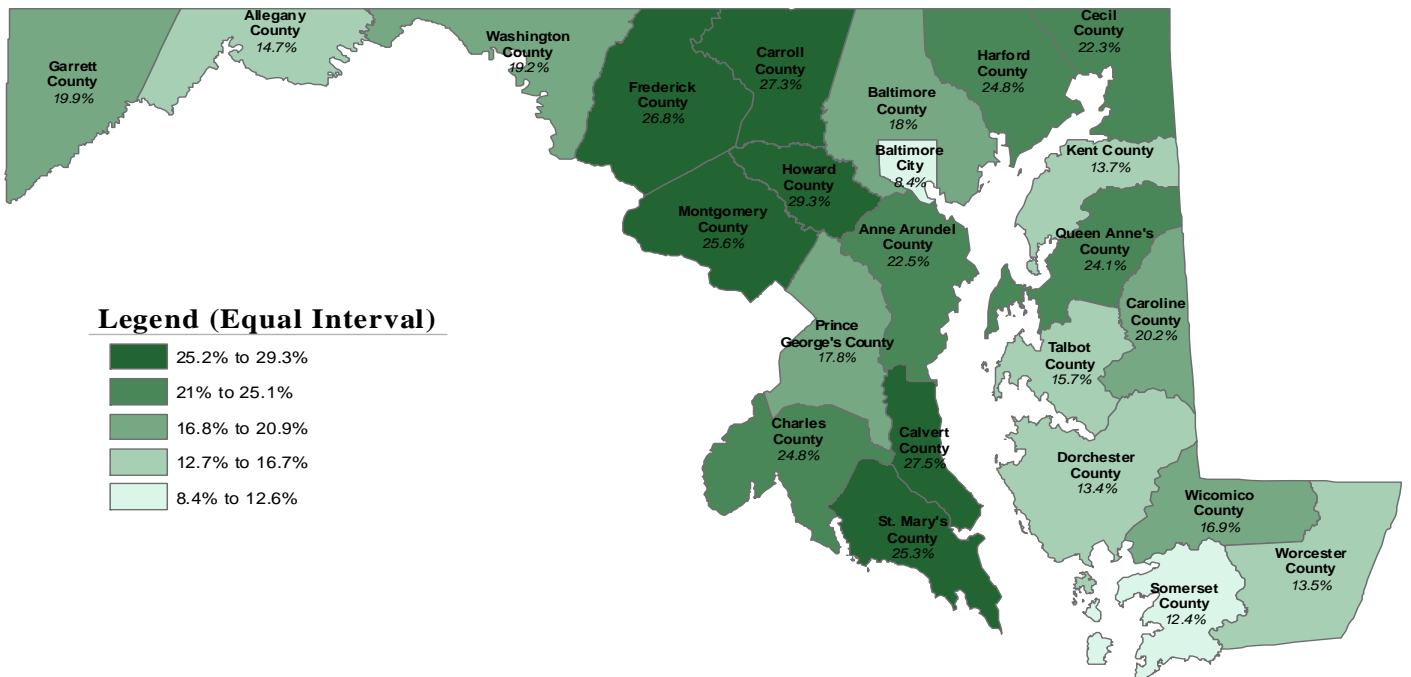 Allegany
County
14.7%
Garrett
County
19.9%
Washington
County
19.2%
Frederick
County
26.8%
Carroll
County
27.3%
Baltimore
County
18%
Baltimore
City
8.4%
Harford
County
24.8%
Cecil
County
22.3%
Kent County
13.7%
Howard
County
29.3%
Montgomery
County
25.6%
Anne Arundel
County
22.5%
Queen Anne's
County
24.1%
Caroline
County
20.2%
Prince
George's County
17.8%
Talbot
County
15.7%
Charles
County
24.8%
Calvert
County
27.5%
Dorchester
County
13.4%
Wicomico
County
16.9%
St. Mary's
County
25.3%
Worcester
County
13.5%
Somerset
County
12.4%
Legend (Equal Interval)
25.2% to 29.3%
21% to 25.1%
16.8% to 20.9%
12.7% to 16.7%
8.4% to 12.6%